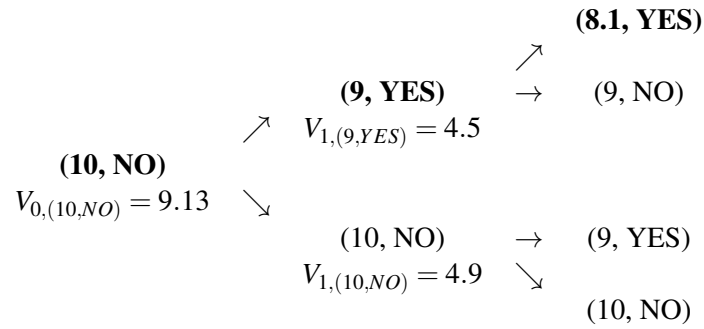 (8.1, YES)
↗
(9, YES) → (9, NO)
↗ V_{1,(9,YES)} = 4.5
(10, NO)
V_{0,(10,NO)} = 9.13 ↘
(10, NO) → (9, YES)
V_{1,(10,NO)} = 4.9 ↘
(10, NO)